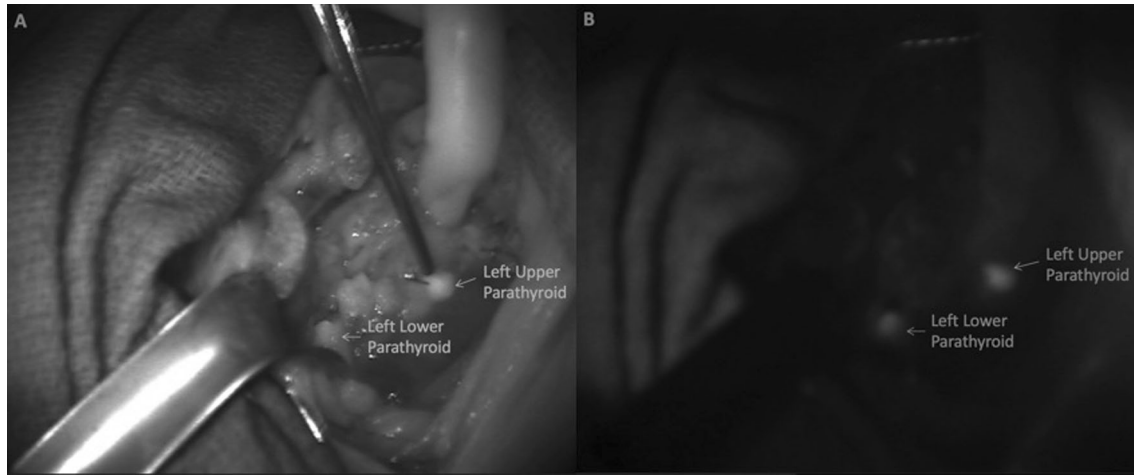 A
B
Left Upper
Parathyroid
Left Lower
Parathyroid
Left Upper
Parathyroid
Left Lower
Parathyroid